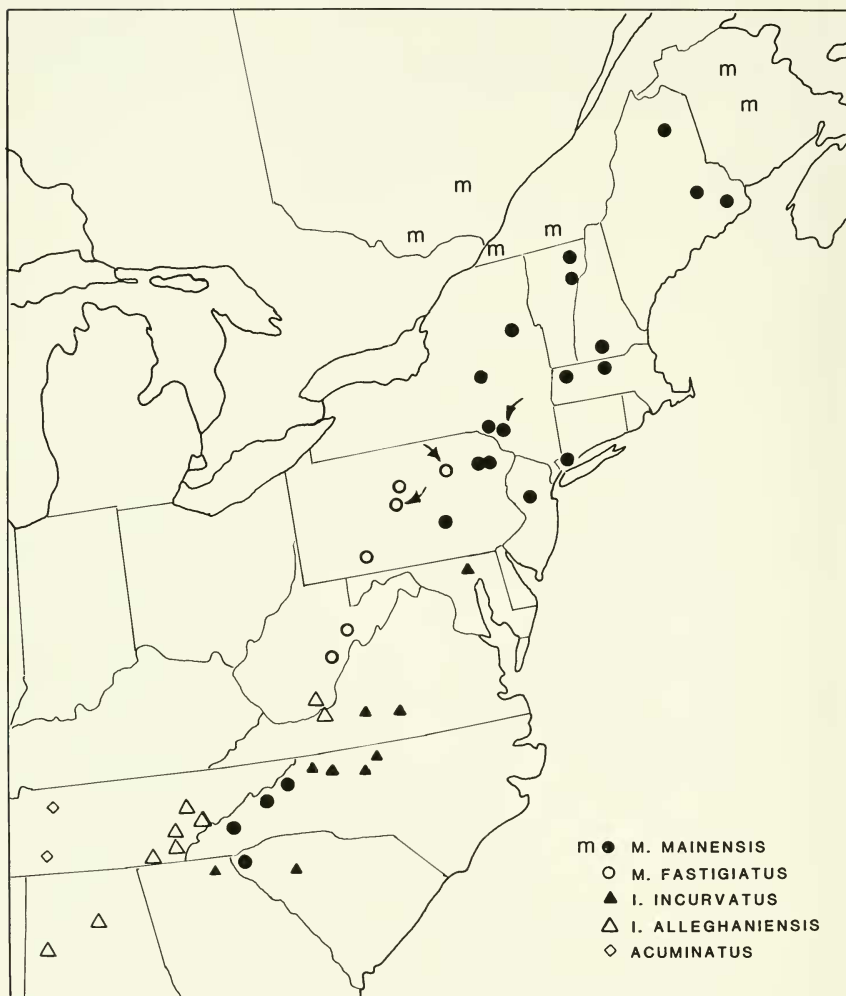 m
m
m
m
m
m
m M. MAINENSIS
M. FASTIGIATUS
I. INCURVATUS
I. ALLEGHANIENSIS
ACUMINATUS